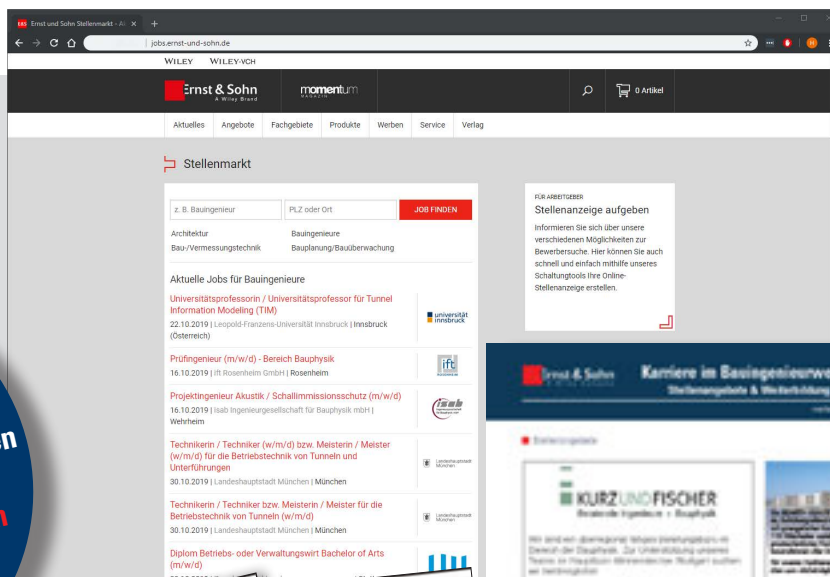 Ernst und Sohn Stellenmarkt - Ak
jobs.ernst-und-sohn.de
WILEY WILEY-VCH
Ernst & Sohn
A Wiley Brand
momentum
MAGAZIN
0 Artikel
Aktuelles Angebote Fachgebiete Produkte Werben Service Verlag
Stellenmarkt
z. B. Bauingenieur PLZ oder Ort JOB FINDEN
Architektur Bauingenieure
Bau-/Vermessungstechnik Bauplanung/Bauüberwachung
Aktuelle Jobs für Bauingenieure
Universitätsprofessorin / Universitätsprofessor für Tunnel
Information Modeling (TIM)
22.10.2019 | Leopold-Franzens-Universität Innsbruck | Innsbruck
(Österreich)
universität
innsbruck
Prüfingenieur (m/w/d) - Bereich Bauphysik
16.10.2019 | ift Rosenheim GmbH | Rosenheim
ift
Projektingenieur Akustik / Schallimmissionsschutz (m/w/d)
16.10.2019 | isab Ingenieurgesellschaft für Bauphysik mbH |
Wehrheim
isab
Technikerin / Techniker (w/m/d) bzw. Meisterin / Meister
(w/m/d) für die Betriebstechnik von Tunneln und
Unterführungen
30.10.2019 | Landeshauptstadt München | München
Landeshauptstadt
München
Technikerin / Techniker bzw. Meisterin / Meister für die
Betriebstechnik von Tunneln (w/m/d)
30.10.2019 | Landeshauptstadt München | München
Landeshauptstadt
München
Diplom Betriebs- oder Verwaltungswirt Bachelor of Arts
(m/w/d)
FÜR ARBEITGEBER
Stellenanzeige aufgeben
Informieren Sie sich über unsere
verschiedenen Möglichkeiten zur
Bewerbersuche. Hier können Sie auch
schnell und einfach mithilfe unseres
Schaltungtools Ihre Online-
Stellenanzeige erstellen.
Ernst & Sohn
Karriere im Bauingenieurwe
Stellenangebote & Weiterbildung
Stellenangebote
KURZ UND FISCHER
Beratende Ingenieure + Bauphysik
en
n